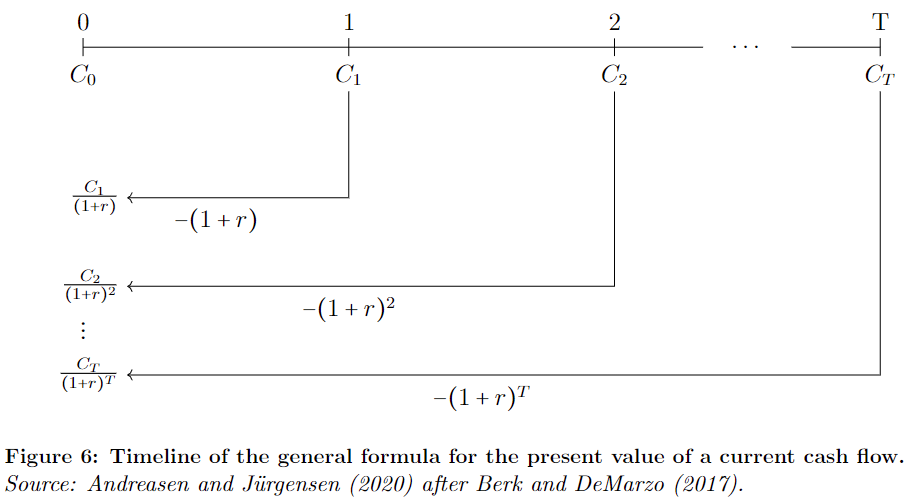 0 1 2 T
C₀ C₁ C₂ ... C_T
C₁/(1+r)
−(1 + r)
C₂/(1+r)²
−(1 + r)²
⋮
C_T/(1+r)^T
−(1 + r)^T
Figure 6: Timeline of the general formula for the present value of a current cash flow.
Source: Andreasen and Jürgensen (2020) after Berk and DeMarzo (2017).